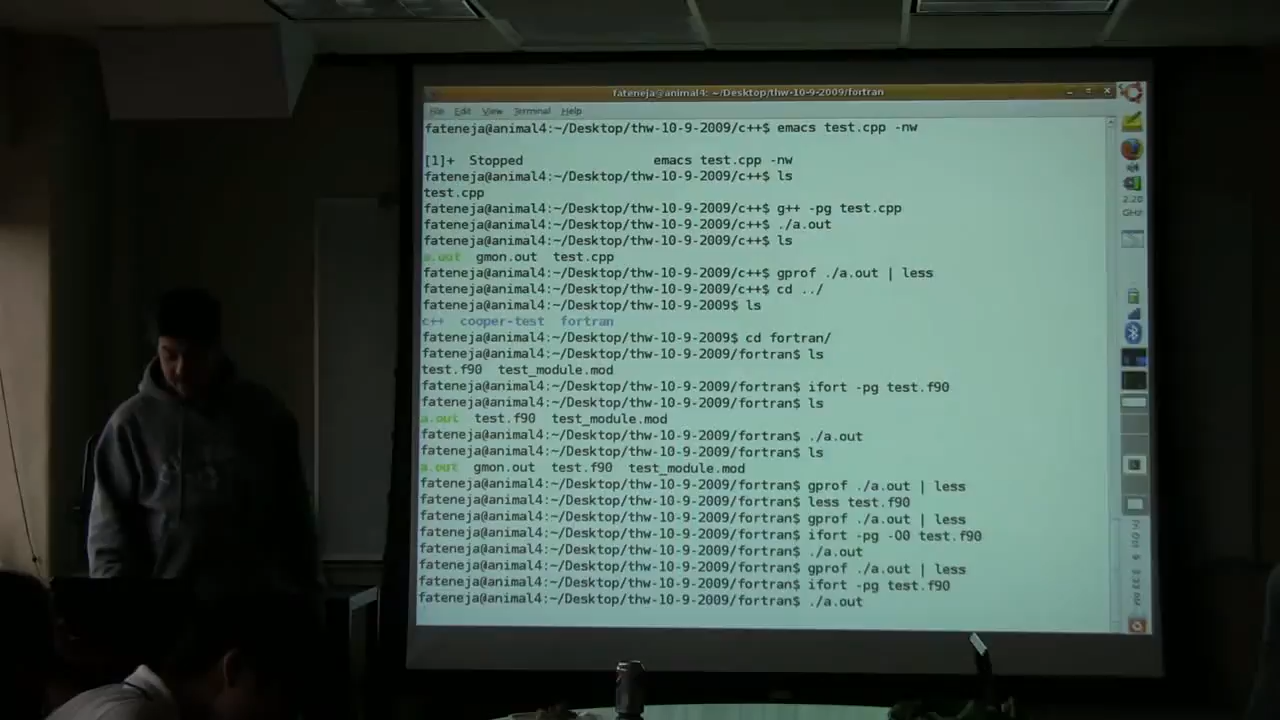 fateneja@animal4: ~/Desktop/thw-10-9-2009/fortran
File Edit View Terminal Help
fateneja@animal4:~/Desktop/thw-10-9-2009/c++$ emacs test.cpp -nw
[1]+  Stopped                 emacs test.cpp -nw
fateneja@animal4:~/Desktop/thw-10-9-2009/c++$ ls
test.cpp
fateneja@animal4:~/Desktop/thw-10-9-2009/c++$ g++ -pg test.cpp
fateneja@animal4:~/Desktop/thw-10-9-2009/c++$ ./a.out
fateneja@animal4:~/Desktop/thw-10-9-2009/c++$ ls
a.out  gmon.out  test.cpp
fateneja@animal4:~/Desktop/thw-10-9-2009/c++$ gprof ./a.out | less
fateneja@animal4:~/Desktop/thw-10-9-2009/c++$ cd ../
fateneja@animal4:~/Desktop/thw-10-9-2009$ ls
c++  cooper-test  fortran
fateneja@animal4:~/Desktop/thw-10-9-2009$ cd fortran/
fateneja@animal4:~/Desktop/thw-10-9-2009/fortran$ ls
test.f90  test_module.mod
fateneja@animal4:~/Desktop/thw-10-9-2009/fortran$ ifort -pg test.f90
fateneja@animal4:~/Desktop/thw-10-9-2009/fortran$ ls
a.out  test.f90  test_module.mod
fateneja@animal4:~/Desktop/thw-10-9-2009/fortran$ ./a.out
fateneja@animal4:~/Desktop/thw-10-9-2009/fortran$ ls
a.out  gmon.out  test.f90  test_module.mod
fateneja@animal4:~/Desktop/thw-10-9-2009/fortran$ gprof ./a.out | less
fateneja@animal4:~/Desktop/thw-10-9-2009/fortran$ less test.f90
fateneja@animal4:~/Desktop/thw-10-9-2009/fortran$ gprof ./a.out | less
fateneja@animal4:~/Desktop/thw-10-9-2009/fortran$ ifort -pg -O0 test.f90
fateneja@animal4:~/Desktop/thw-10-9-2009/fortran$ ./a.out
fateneja@animal4:~/Desktop/thw-10-9-2009/fortran$ gprof ./a.out | less
fateneja@animal4:~/Desktop/thw-10-9-2009/fortran$ ifort -pg test.f90
fateneja@animal4:~/Desktop/thw-10-9-2009/fortran$ ./a.out
2.20
GHz